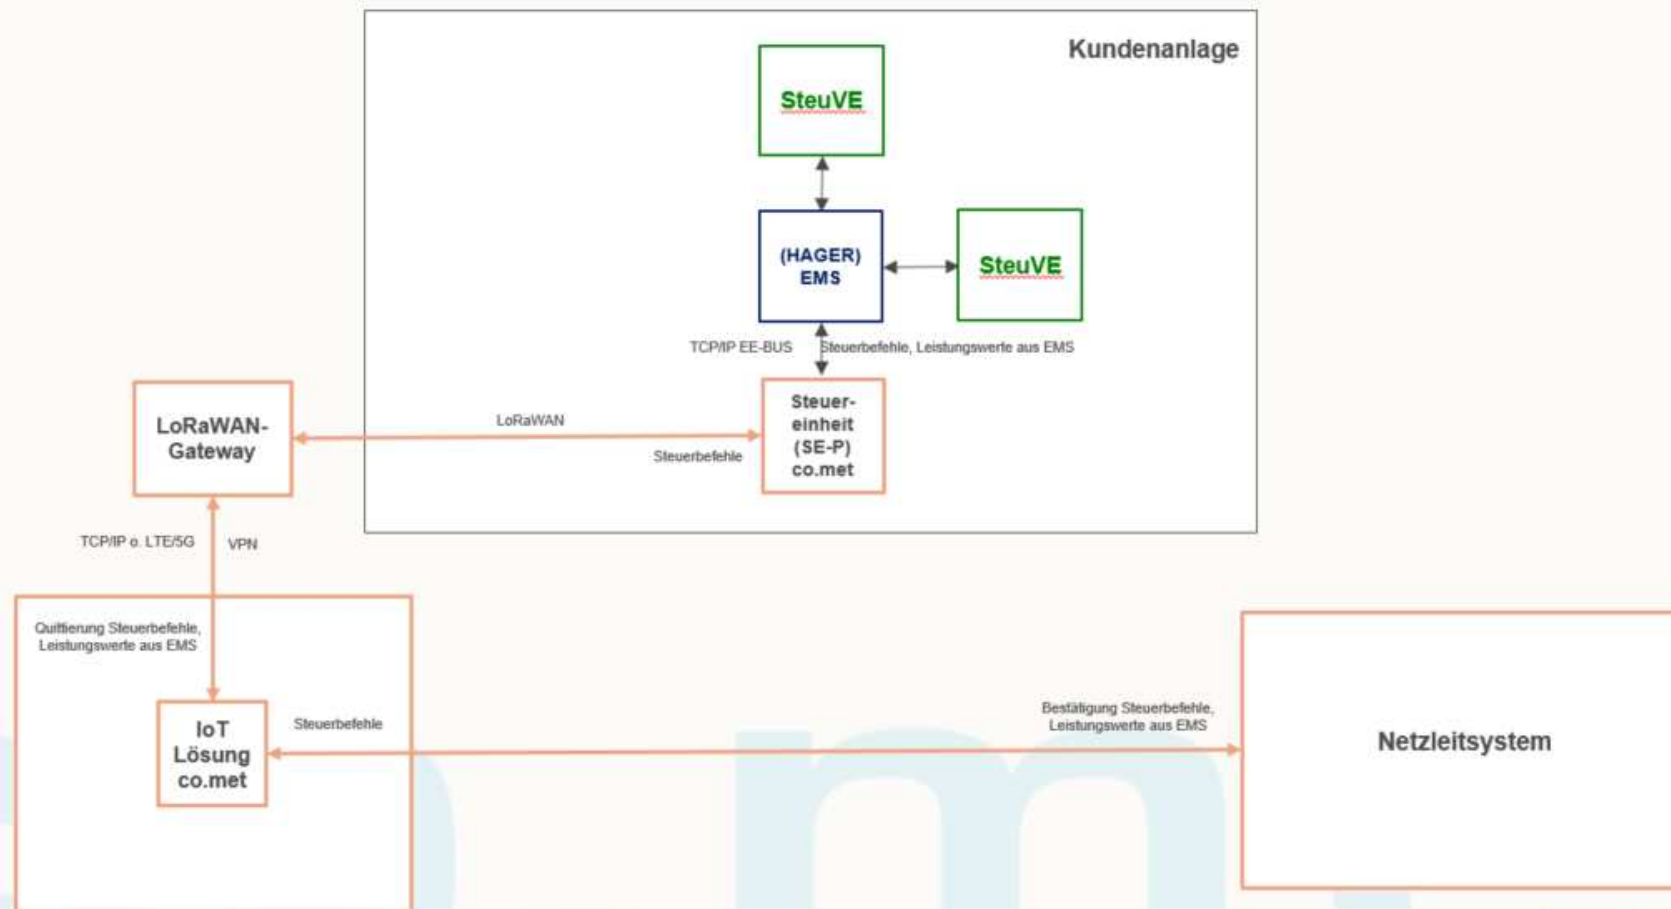 Kundenanlage
SteuVE
(HAGER)
EMS
SteuVE
TCP/IP EE-BUS
Steuerbefehle, Leistungswerte aus EMS
Steuer-
einheit
(SE-P)
co.met
LoRaWAN-
Gateway
LoRaWAN
Steuerbefehle
TCP/IP o. LTE/5G
VPN
Quittierung Steuerbefehle,
Leistungswerte aus EMS
IoT
Lösung
co.met
Steuerbefehle
Bestätigung Steuerbefehle,
Leistungswerte aus EMS
Netzleitsystem